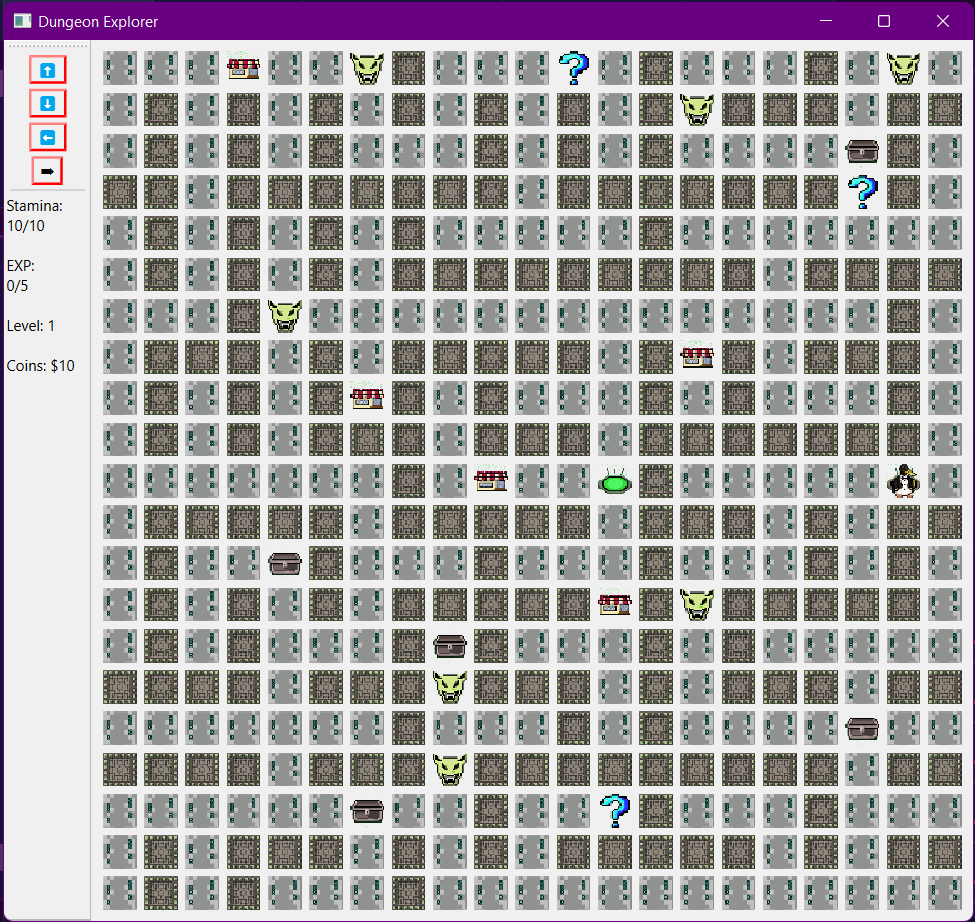 Dungeon Explorer
Stamina:
10/10
EXP:
0/5
Level: 1
Coins: $10